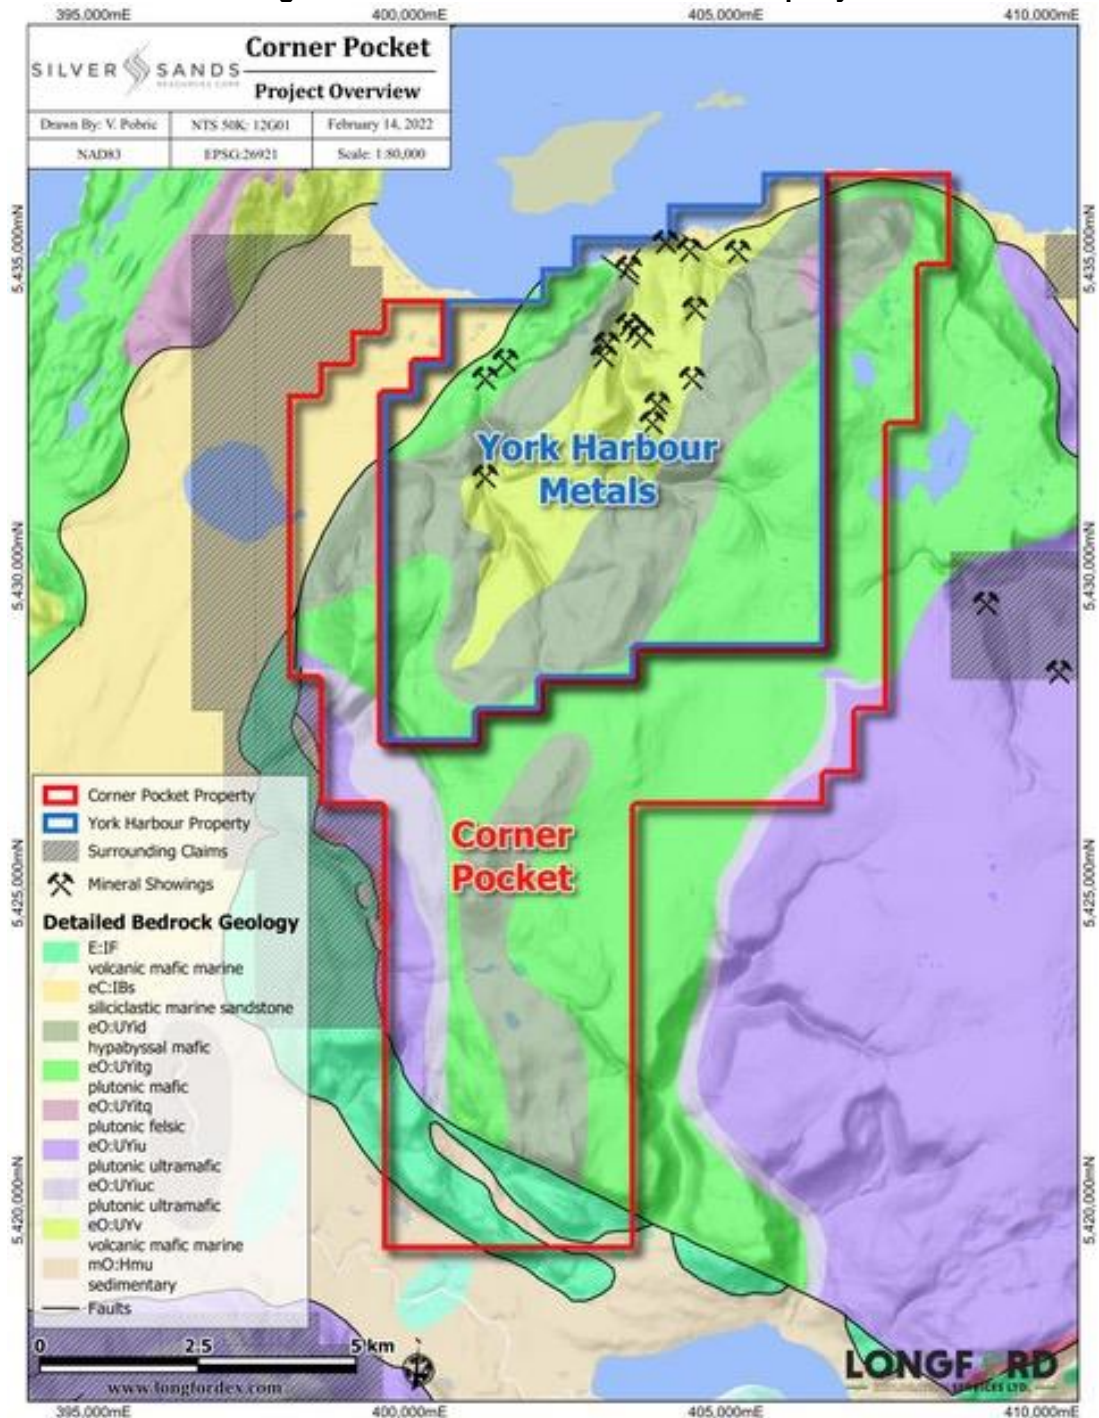 395,000mE 400,000mE 405,000mE 410,000mE
SILVER SANDS
Corner Pocket
Project Overview
Drawn By: V. Pobric
NTS 50K: 12G01
February 14, 2022
NAD83
EPSG:26921
Scale: 1:80,000
5,435,000mN
5,435,000mN
York Harbour
Metals
5,430,000mN
5,430,000mN
Corner
Pocket
5,425,000mN
5,425,000mN
Corner Pocket Property
York Harbour Property
Surrounding Claims
Mineral Showings
Detailed Bedrock Geology
E:IF
volcanic mafic marine
eC:IBs
siliciclastic marine sandstone
eO:UYid
hypabyssal mafic
eO:UYitg
plutonic mafic
eO:UYitq
plutonic felsic
eO:UYiu
plutonic ultramafic
eO:UYiuc
plutonic ultramafic
eO:UYv
volcanic mafic marine
mO:Hmu
sedimentary
Faults
5,420,000mN
5,420,000mN
0 2.5 5 km
www.longfordex.com
LONGFORD
SERVICES LTD.
395,000mE 400,000mE 405,000mE 410,000mE